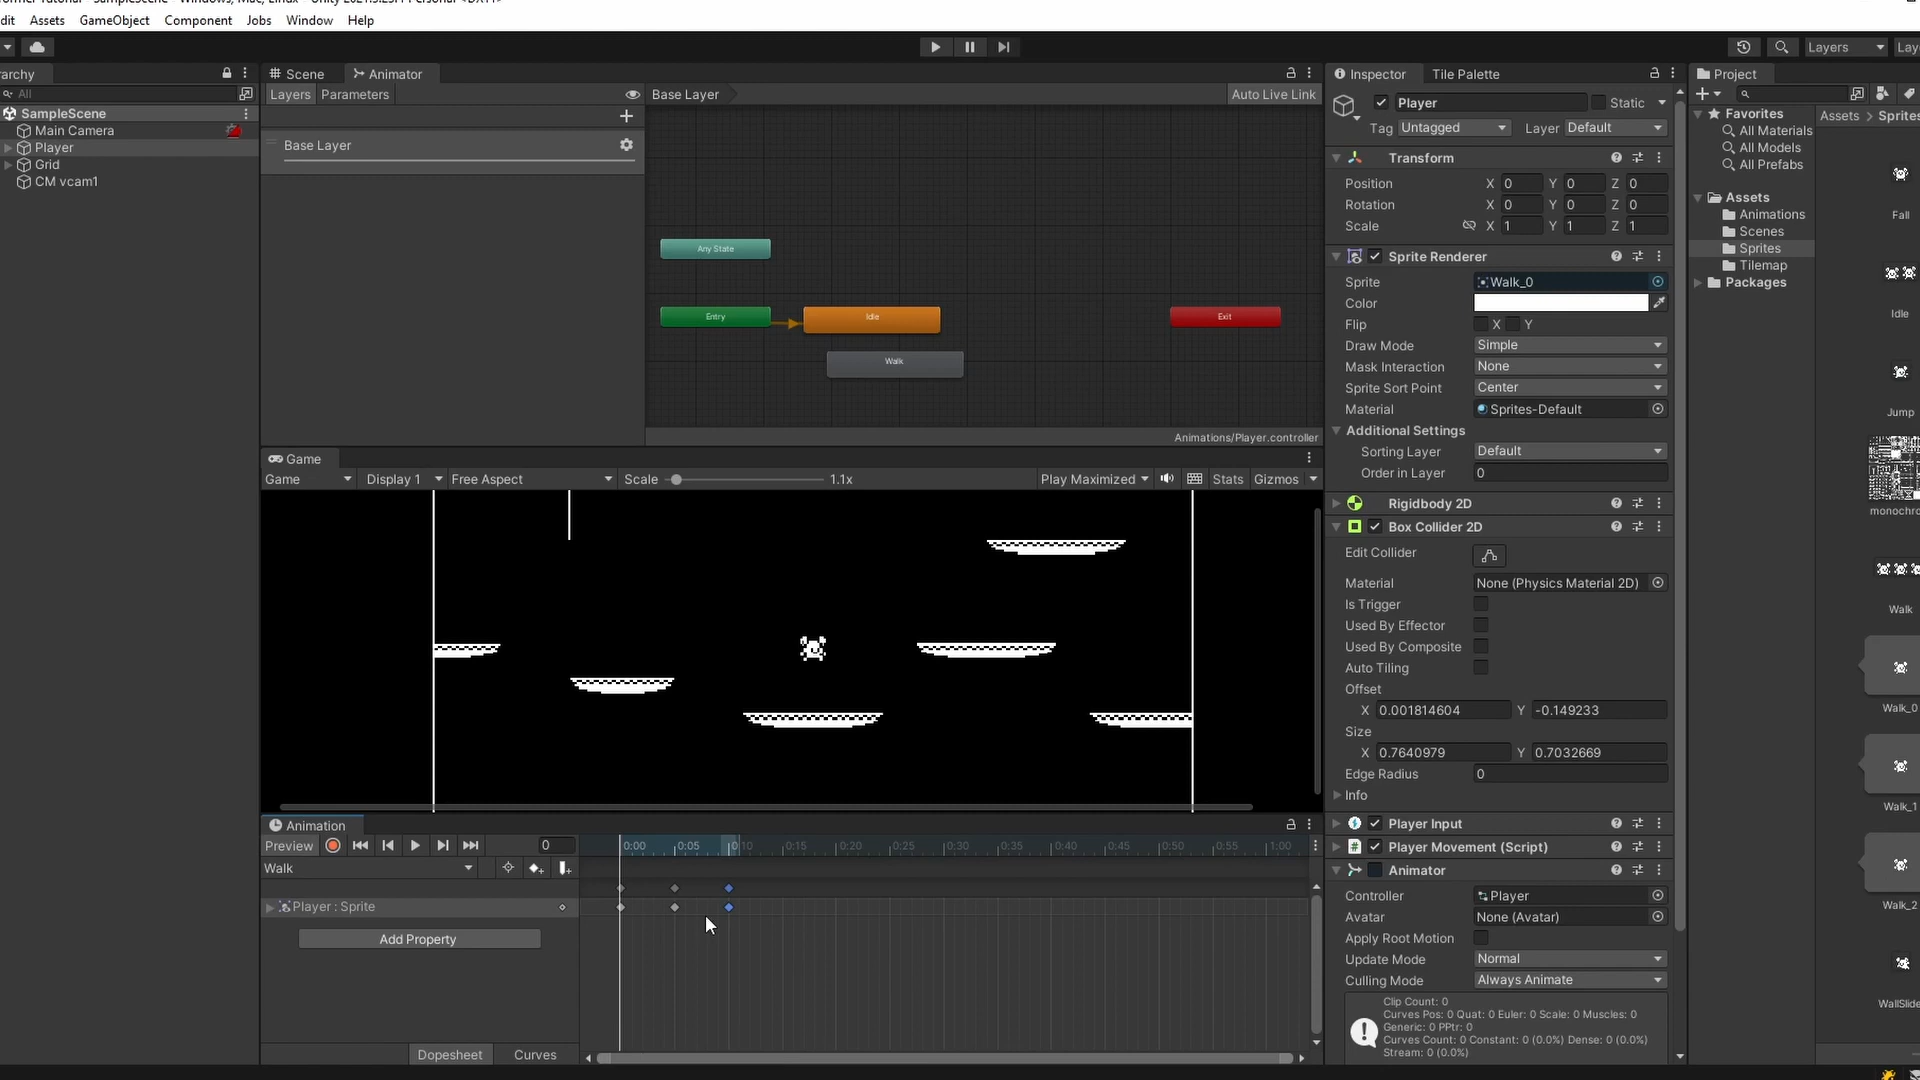 dit Assets GameObject Component Jobs Window Help
Layers
Lay
rarchy
All
SampleScene
Main Camera
Player
Grid
CM vcam1
Scene Animator
Layers Parameters
Base Layer
Auto Live Link
Base Layer
Any State
Entry
Idle
Walk
Exit
Animations/Player.controller
Game
Game Display 1 Free Aspect Scale 1.1x Play Maximized Stats Gizmos
Animation
Preview 0
0:00 0:05 0:10 0:15 0:20 0:25 0:30 0:35 0:40 0:45 0:50 0:55 1:00
Walk
Player : Sprite
Add Property
Dopesheet Curves
Inspector Tile Palette
Player Static
Tag Untagged Layer Default
Transform
Position X 0 Y 0 Z 0
Rotation X 0 Y 0 Z 0
Scale X 1 Y 1 Z 1
Sprite Renderer
Sprite Walk_0
Color
Flip X Y
Draw Mode Simple
Mask Interaction None
Sprite Sort Point Center
Material Sprites-Default
Additional Settings
Sorting Layer Default
Order in Layer 0
Rigidbody 2D
Box Collider 2D
Edit Collider
Material None (Physics Material 2D)
Is Trigger
Used By Effector
Used By Composite
Auto Tiling
Offset
X 0.001814604 Y -0.149233
Size
X 0.7640979 Y 0.7032669
Edge Radius 0
Info
Player Input
Player Movement (Script)
Animator
Controller Player
Avatar None (Avatar)
Apply Root Motion
Update Mode Normal
Culling Mode Always Animate
Clip Count: 0
Curves Pos: 0 Quat: 0 Euler: 0 Scale: 0 Muscles: 0
Generic: 0 PPtr: 0
Curves Count: 0 Constant: 0 (0.0%) Dense: 0 (0.0%)
Stream: 0 (0.0%)
Project
Favorites
All Materials
All Models
All Prefabs
Assets
Animations
Scenes
Sprites
Tilemap
Packages
Assets > Sprites
Fall
Idle
Jump
monochro
Walk
Walk_0
Walk_1
Walk_2
WallSlide